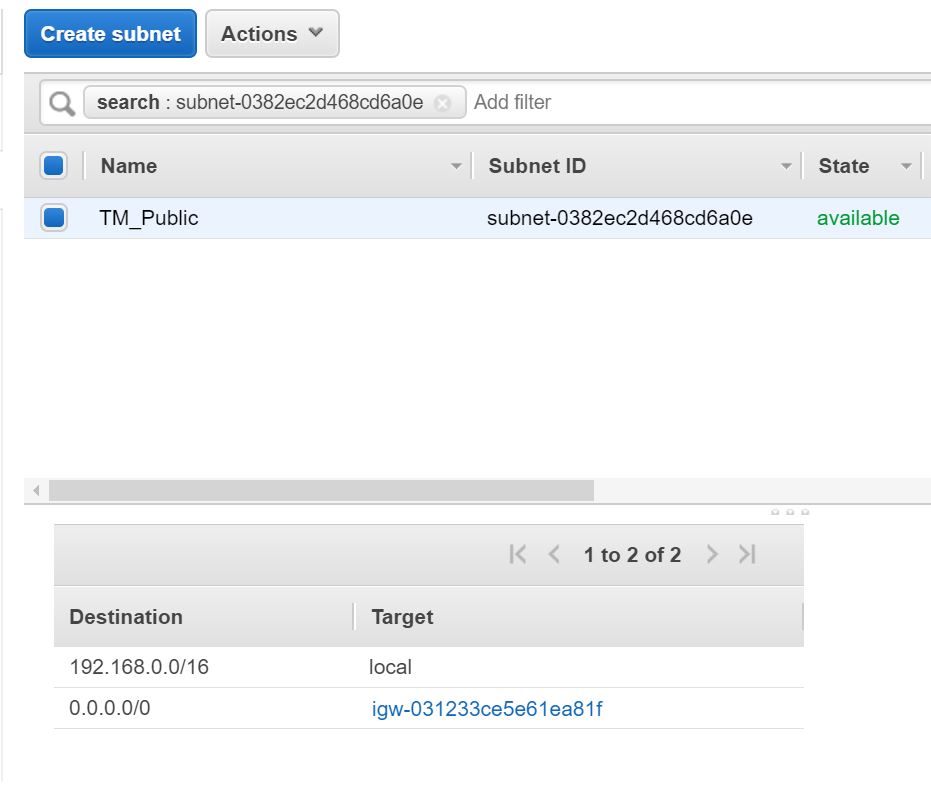 Create subnet Actions
search : subnet-0382ec2d468cd6a0e Add filter
Name Subnet ID State
TM_Public subnet-0382ec2d468cd6a0e available
1 to 2 of 2
Destination Target
192.168.0.0/16 local
0.0.0.0/0 igw-031233ce5e61ea81f